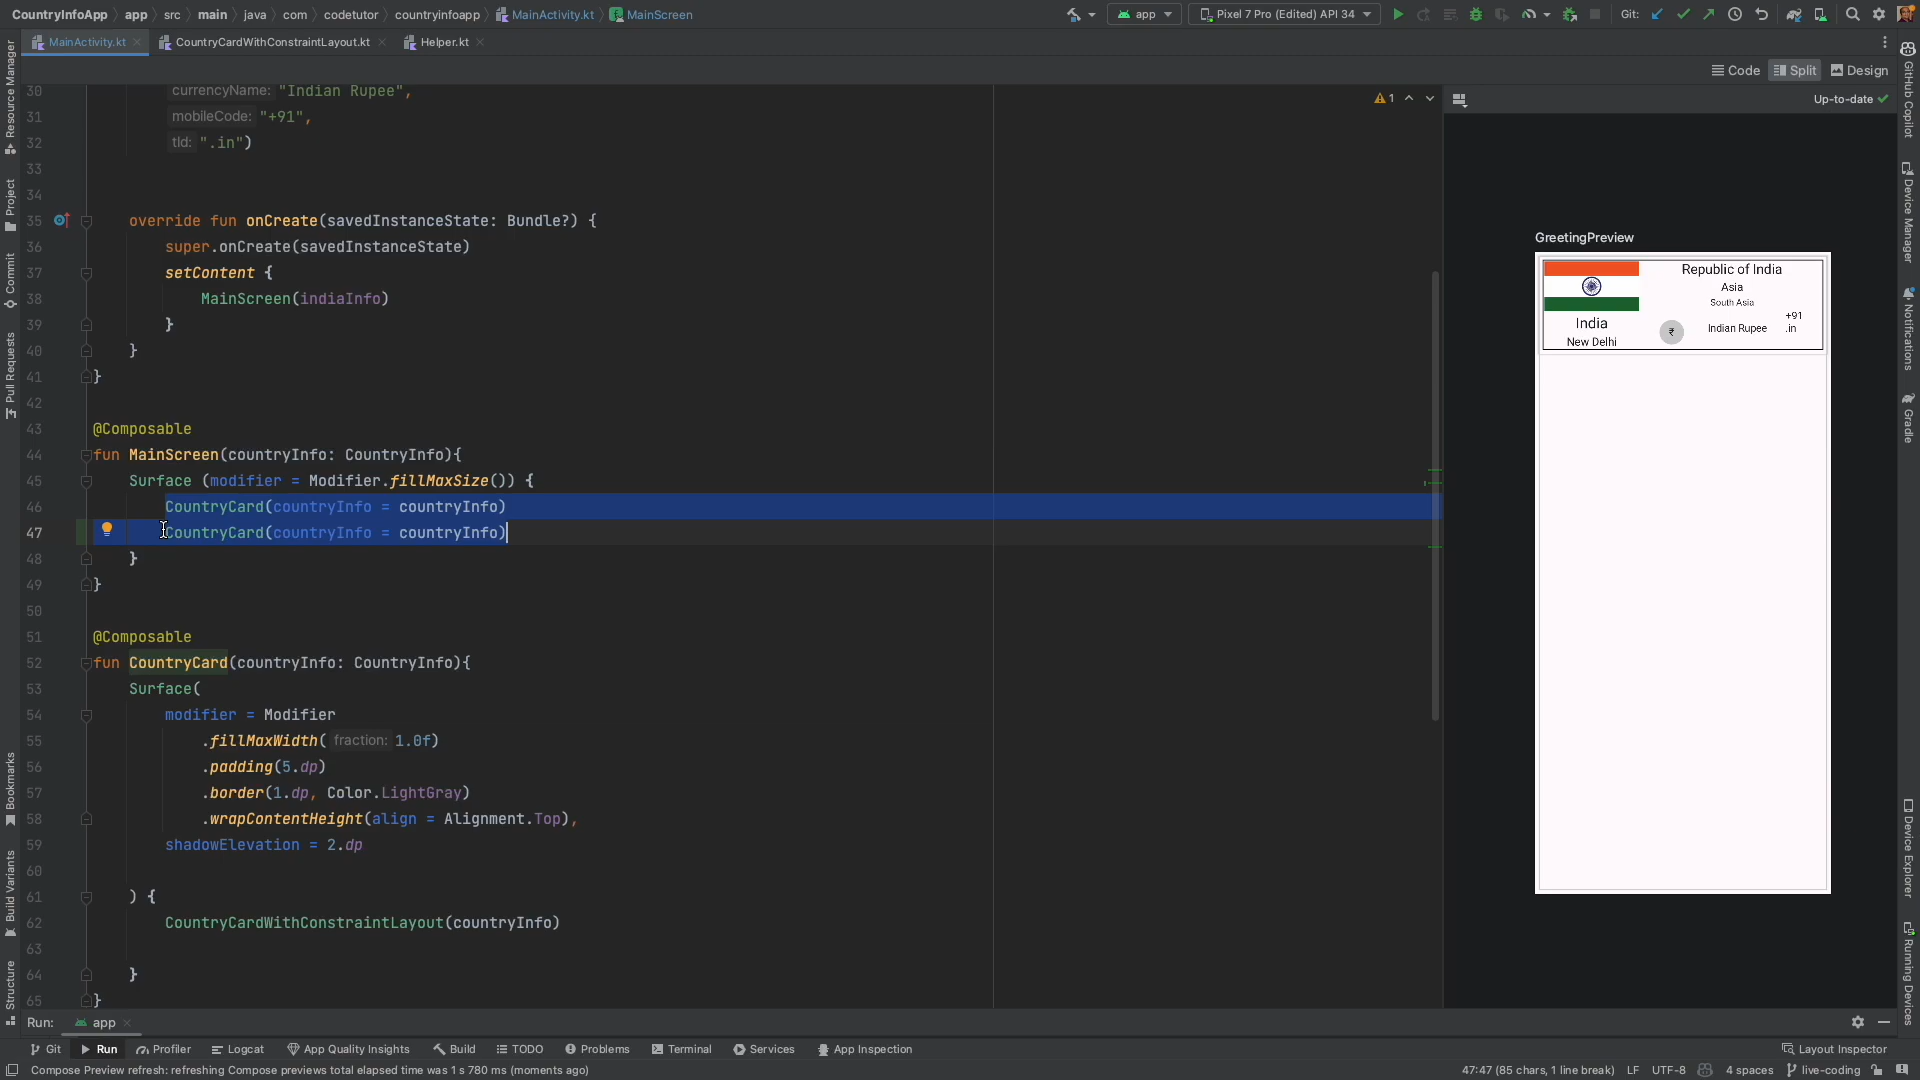 CountryInfoApp app src main java com codetutor countryinfoapp MainActivity.kt MainScreen
app Pixel 7 Pro (Edited) API 34 Git:
MainActivity.kt CountryCardWithConstraintLayout.kt Helper.kt
Code Split Design
1
Up-to-date
30 currencyName: "Indian Rupee",
31 mobileCode: "+91",
32 tld: ".in")
33
34
35 override fun onCreate(savedInstanceState: Bundle?) {
36 super.onCreate(savedInstanceState)
37 setContent {
38 MainScreen(indiaInfo)
39 }
40 }
41 }
42
43 @Composable
44 fun MainScreen(countryInfo: CountryInfo){
45 Surface (modifier = Modifier.fillMaxSize()) {
46 CountryCard(countryInfo = countryInfo)
47 CountryCard(countryInfo = countryInfo)
48 }
49 }
50
51 @Composable
52 fun CountryCard(countryInfo: CountryInfo){
53 Surface(
54 modifier = Modifier
55 .fillMaxWidth( fraction: 1.0f)
56 .padding(5.dp)
57 .border(1.dp, Color.LightGray)
58 .wrapContentHeight(align = Alignment.Top),
59 shadowElevation = 2.dp
60
61 ) {
62 CountryCardWithConstraintLayout(countryInfo)
63
64 }
65 }
GreetingPreview
Republic of India
Asia
South Asia
+91
India
₹
Indian Rupee .in
New Delhi
Resource Manager
Project
Commit
Pull Requests
Bookmarks
Build Variants
Structure
GitHub Copilot
Device Manager
Notifications
Gradle
Device Explorer
Running Devices
Run: app
Git Run Profiler Logcat App Quality Insights Build TODO Problems Terminal Services App Inspection Layout Inspector
Compose Preview refresh: refreshing Compose previews total elapsed time was 1 s 780 ms (moments ago) 47:47 (85 chars, 1 line break) LF UTF-8 4 spaces live-coding